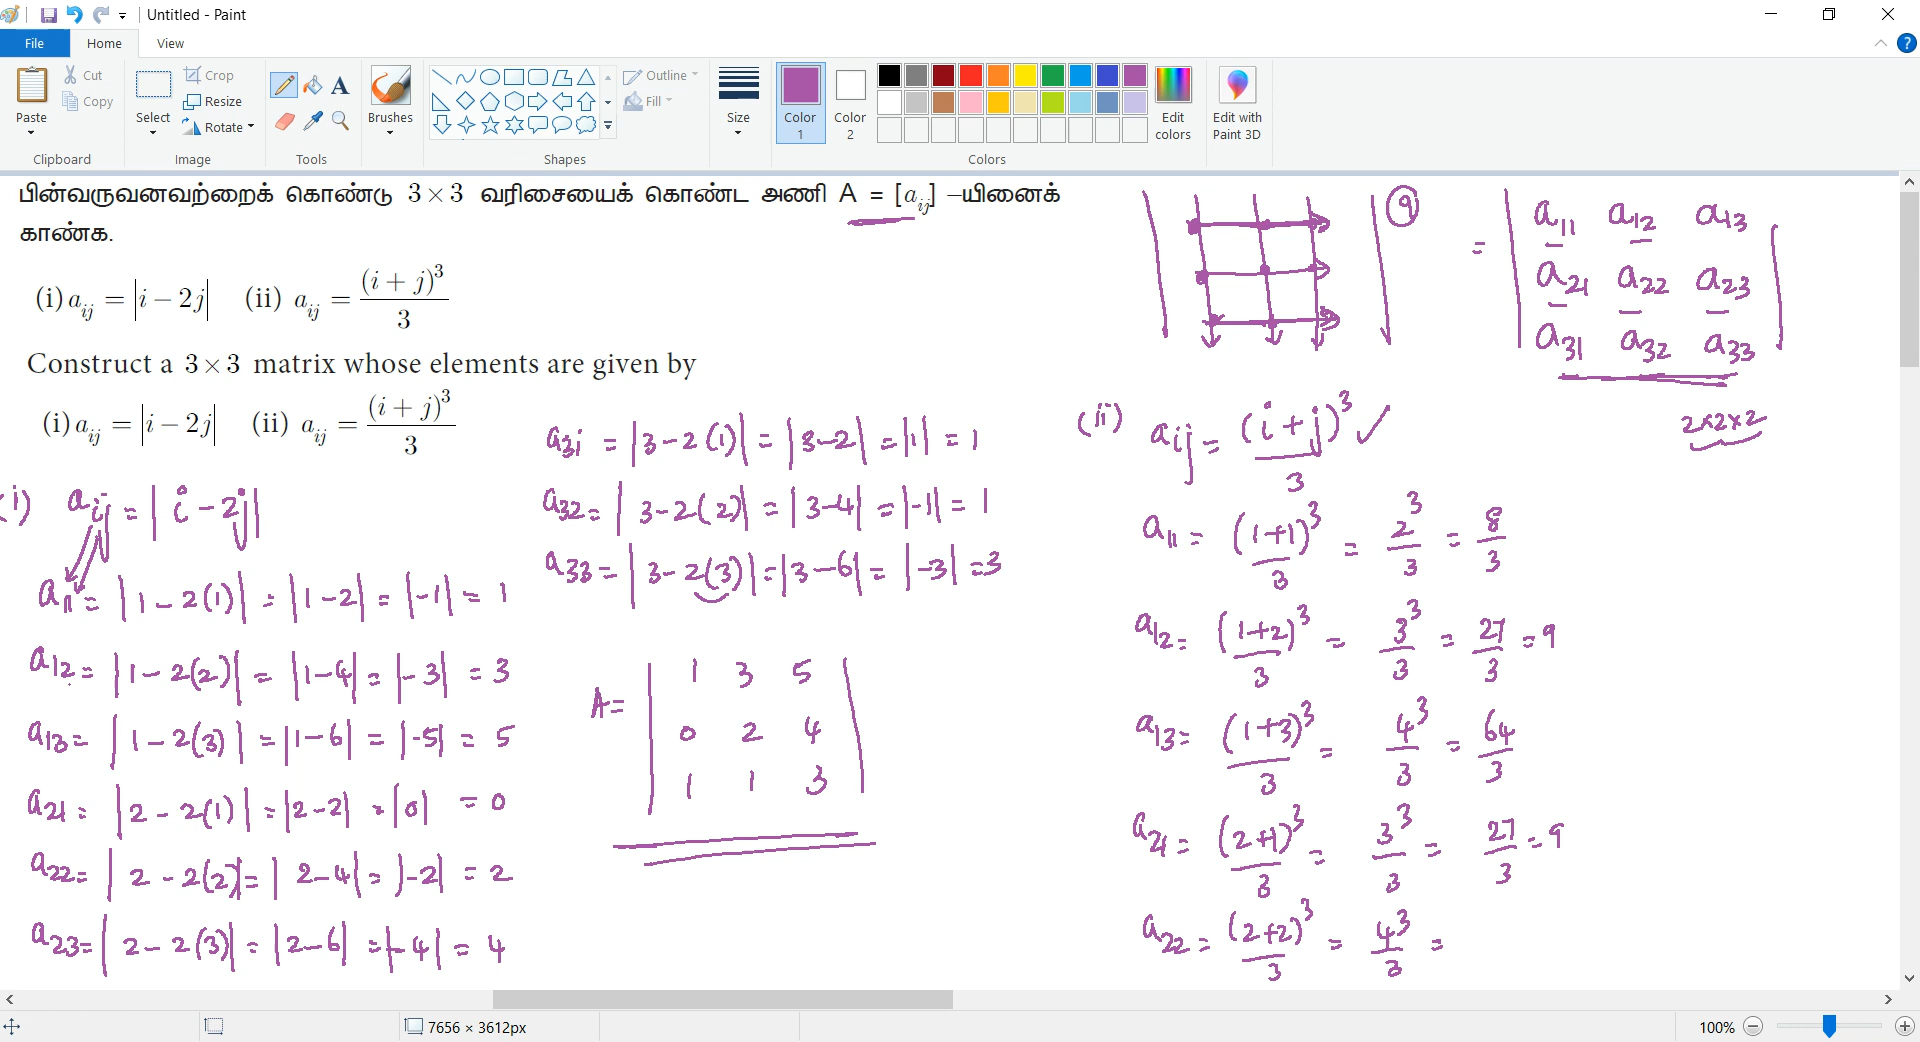 Untitled - Paint
File Home View
Paste
Cut
Copy
Clipboard
Select
Crop
Resize
Rotate
Image
A
Tools
Brushes
Shapes
Outline
Fill
Size
Color 1
Color 2
Edit colors
Edit with Paint 3D
Colors
பின்வருவனவற்றைக் கொண்டு 3×3 வரிசையைக் கொண்ட அணி A = [a_ij] –யினைக்
காண்க.
(i) a_ij = |i − 2j| (ii) a_ij = (i + j)³/3
Construct a 3×3 matrix whose elements are given by
(i) a_ij = |i − 2j| (ii) a_ij = (i + j)³/3
(i) a_ij = |i − 2j|
a11 = |1 − 2(1)| = |1−2| = |−1| = 1
a12 = |1 − 2(2)| = |1−4| = |−3| = 3
a13 = |1 − 2(3)| = |1−6| = |−5| = 5
a21 = |2 − 2(1)| = |2−2| = |0| = 0
a22 = |2 − 2(2)| = |2−4| = |−2| = 2
a23 = |2 − 2(3)| = |2−6| = |−4| = 4
a31 = |3−2(1)| = |3−2| = |1| = 1
a32 = |3−2(2)| = |3−4| = |−1| = 1
a33 = |3−2(3)| = |3−6| = |−3| = 3
A = | 1 3 5
0 2 4
1 1 3 |
9
= | a11 a12 a13
a21 a22 a23
a31 a32 a33 |
2×2×2
(ii) a_ij = (i + j)³/3 ✓
a11 = (1+1)³/3 = 2³/3 = 8/3
a12 = (1+2)³/3 = 3³/3 = 27/3 = 9
a13 = (1+3)³/3 = 4³/3 = 64/3
a21 = (2+1)³/3 = 3³/3 = 27/3 = 9
a22 = (2+2)³/3 = 4³/3 =
7656 × 3612px
100%